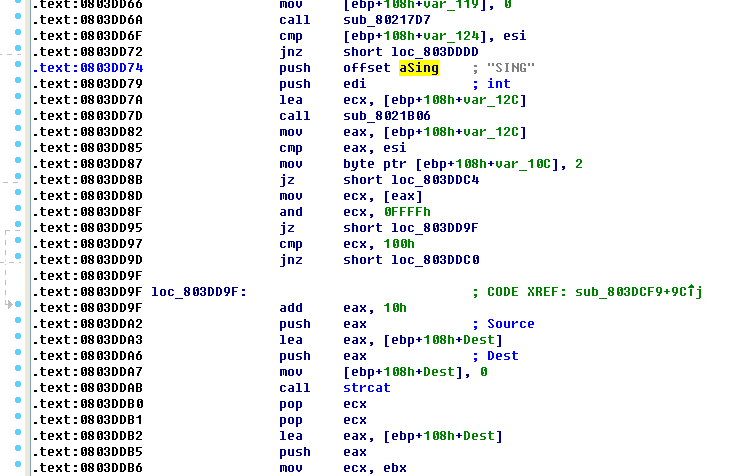 .text:0803DD66 mov [ebp+108h+var_119], 0
.text:0803DD6A call sub_80217D7
.text:0803DD6F cmp [ebp+108h+var_124], esi
.text:0803DD72 jnz short loc_803DDDD
.text:0803DD74 push offset aSing ; "SING"
.text:0803DD79 push edi ; int
.text:0803DD7A lea ecx, [ebp+108h+var_12C]
.text:0803DD7D call sub_8021B06
.text:0803DD82 mov eax, [ebp+108h+var_12C]
.text:0803DD85 cmp eax, esi
.text:0803DD87 mov byte ptr [ebp+108h+var_10C], 2
.text:0803DD8B jz short loc_803DDC4
.text:0803DD8D mov ecx, [eax]
.text:0803DD8F and ecx, 0FFFFh
.text:0803DD95 jz short loc_803DD9F
.text:0803DD97 cmp ecx, 100h
.text:0803DD9D jnz short loc_803DDC0
.text:0803DD9F
.text:0803DD9F loc_803DD9F: ; CODE XREF: sub_803DCF9+9C↑j
.text:0803DD9F add eax, 10h
.text:0803DDA2 push eax ; Source
.text:0803DDA3 lea eax, [ebp+108h+Dest]
.text:0803DDA6 push eax ; Dest
.text:0803DDA7 mov [ebp+108h+Dest], 0
.text:0803DDAB call strcat
.text:0803DDB0 pop ecx
.text:0803DDB1 pop ecx
.text:0803DDB2 lea eax, [ebp+108h+Dest]
.text:0803DDB5 push eax
.text:0803DDB6 mov ecx, ebx